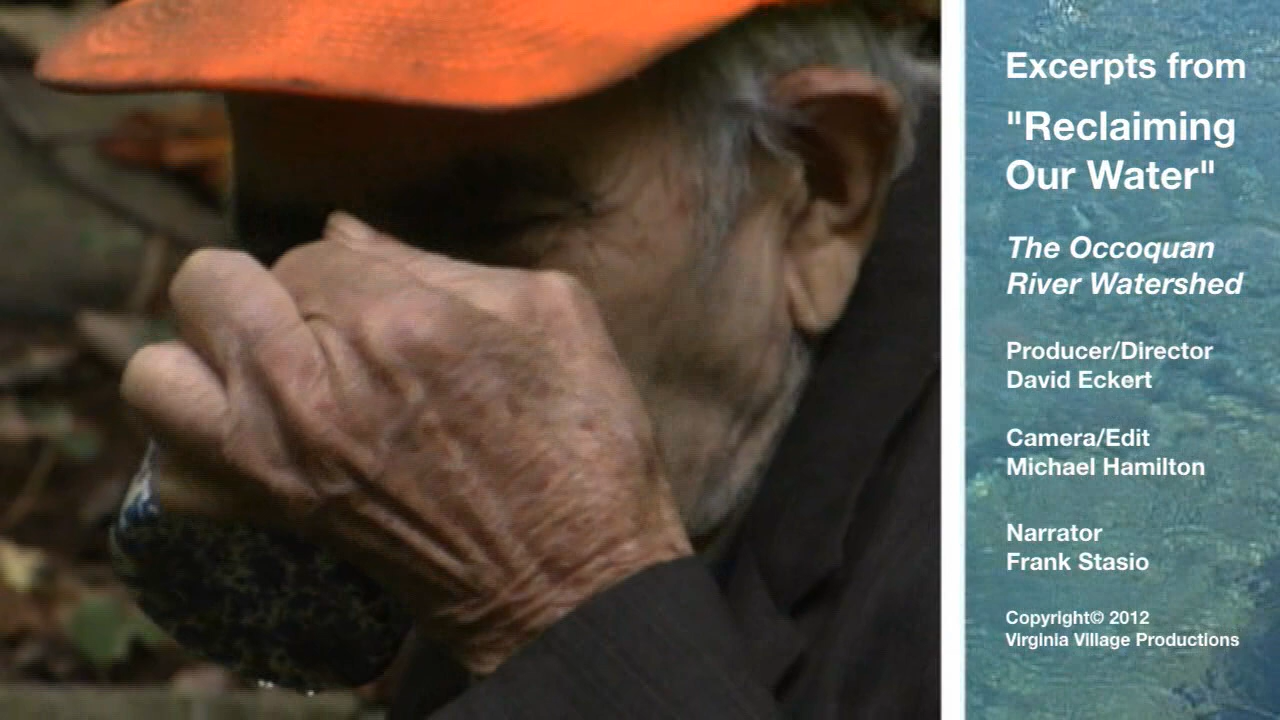 Excerpts from
"Reclaiming
Our Water"
The Occoquan
River Watershed
Producer/Director
David Eckert
Camera/Edit
Michael Hamilton
Narrator
Frank Stasio
Copyright© 2012
Virginia Village Productions